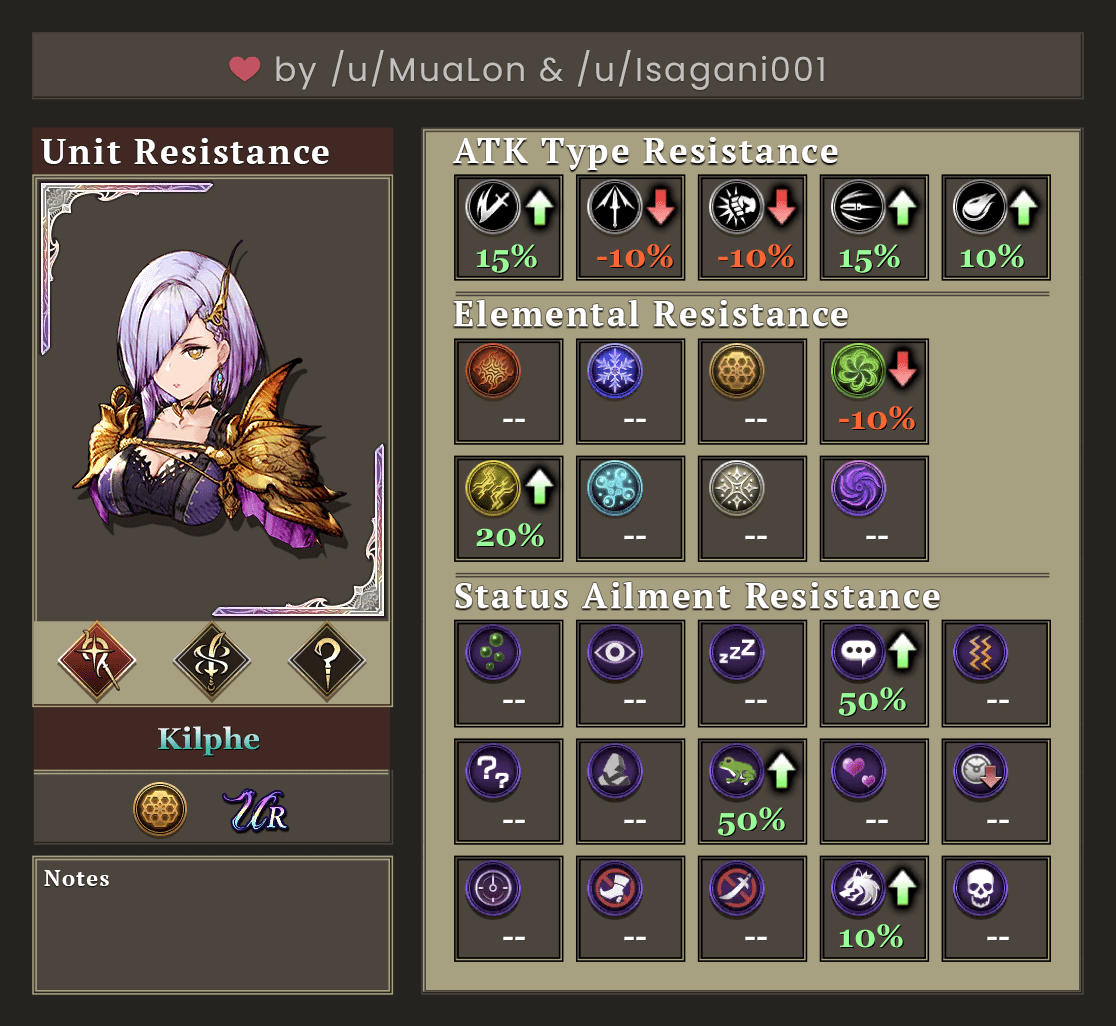 by /u/MuaLon & /u/Isagani001
Unit Resistance
Kilphe
UR
Notes
ATK Type Resistance
15% -10% -10% 15% 10%
Elemental Resistance
-- -- -- -10%
20% -- -- --
Status Ailment Resistance
-- -- zzZ -- 50% --
?? -- -- 50% -- --
-- -- -- 10% --